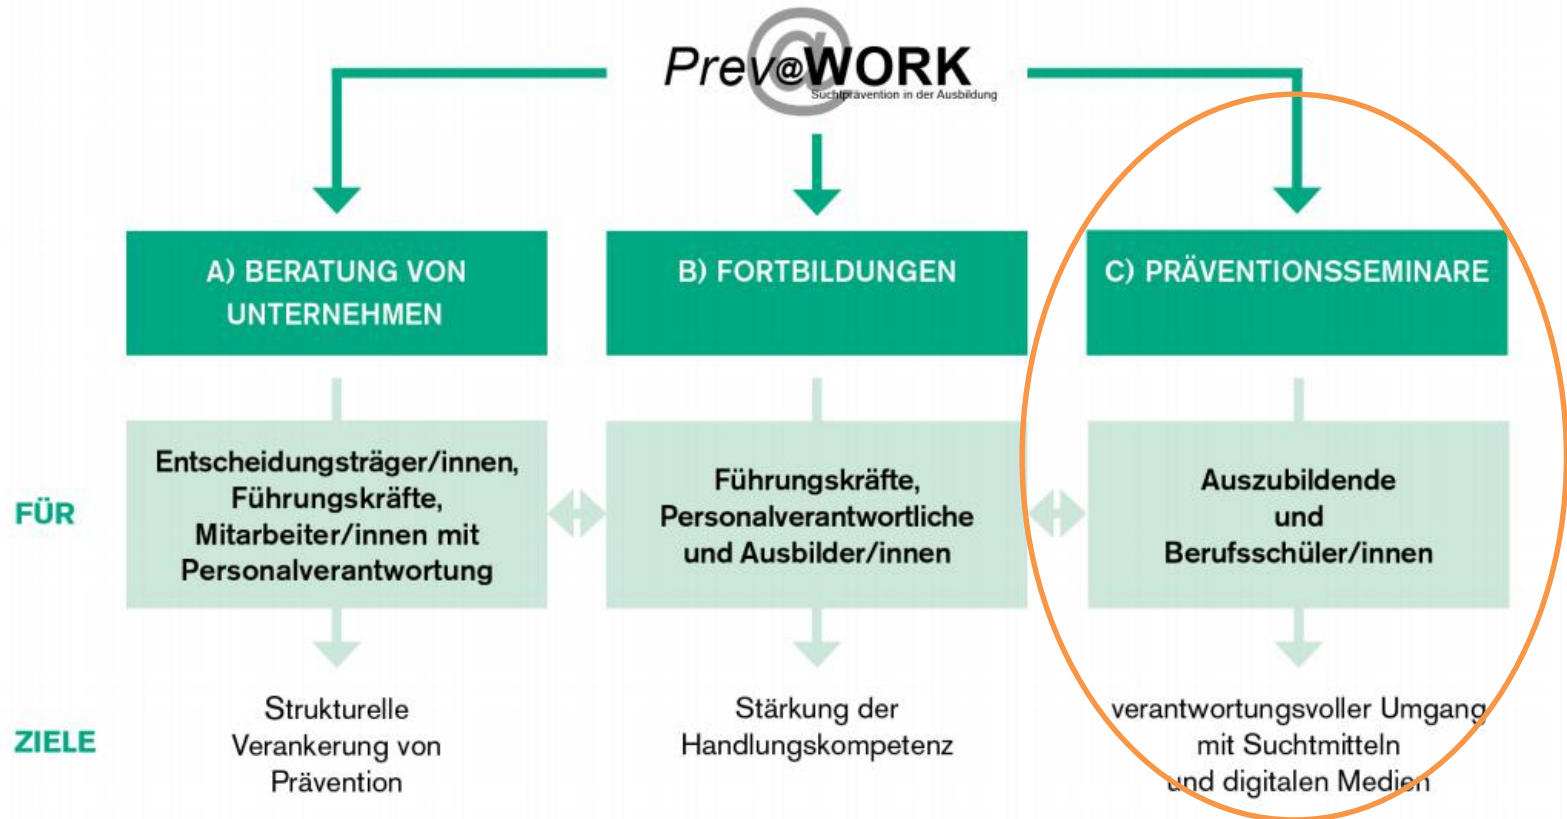 Prev@WORK
Suchtprävention in der Ausbildung
A) BERATUNG VON
UNTERNEHMEN
B) FORTBILDUNGEN
C) PRÄVENTIONSSEMINARE
FÜR
Entscheidungsträger/innen,
Führungskräfte,
Mitarbeiter/innen mit
Personalverantwortung
Führungskräfte,
Personalverantwortliche
und Ausbilder/innen
Auszubildende
und
Berufsschüler/innen
ZIELE
Strukturelle
Verankerung von
Prävention
Stärkung der
Handlungskompetenz
verantwortungsvoller Umgang
mit Suchtmitteln
und digitalen Medien